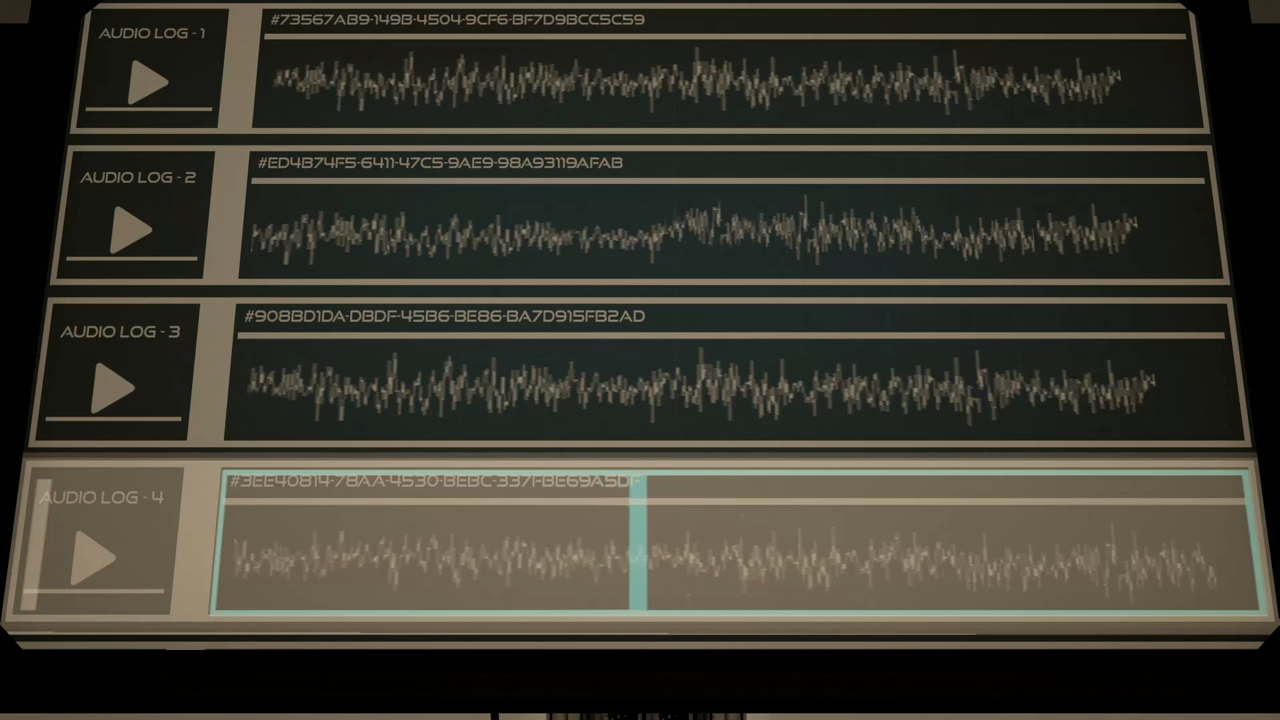 #73567AB9-149B-4504-9CF6-BF7D9BCC5C59
AUDIO LOG - 1
#ED4B74F5-6411-47C5-9AE9-98A93119AFAB
AUDIO LOG - 2
#908BD1DA-DBDF-45B6-BE86-BA7D915FB2AD
AUDIO LOG - 3
#3EE40814-78AA-4530-BEBC-337FBE69A5DF
AUDIO LOG - 4